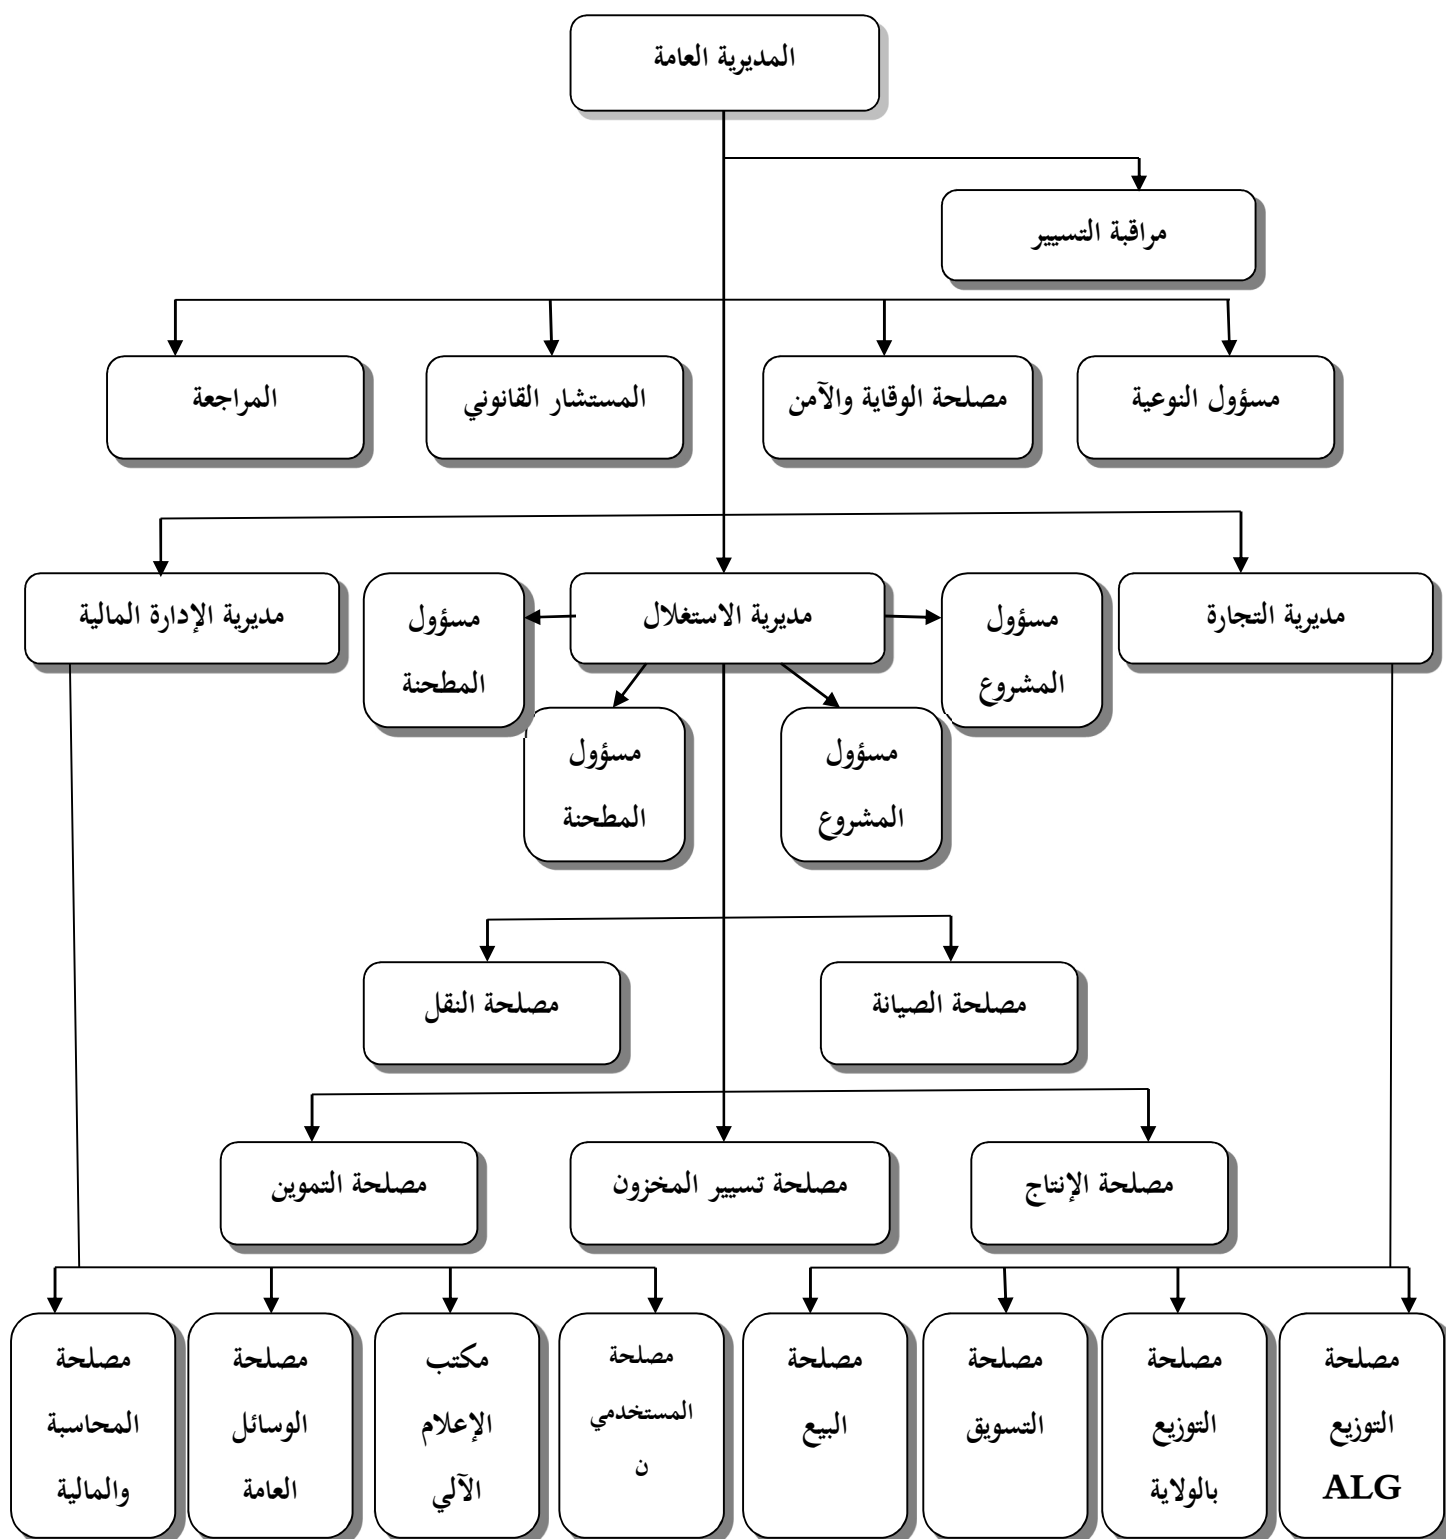 المديرية العامة
مراقبة التسيير
مسؤول النوعية
مصلحة الوقاية والآمن
المستشار القانوني
المراجعة
مديرية التجارة
مسؤول
المشروع
مديرية الاستغلال
مسؤول
المطحنة
مديرية الإدارة المالية
مسؤول
المشروع
مسؤول
المطحنة
مصلحة الصيانة
مصلحة النقل
مصلحة الإنتاج
مصلحة تسيير المخزون
مصلحة التموين
مصلحة
التوزيع
ALG
مصلحة
التوزيع
بالولاية
مصلحة
التسويق
مصلحة
البيع
مصلحة
المستخدمي
ن
مكتب
الإعلام
الآلي
مصلحة
الوسائل
العامة
مصلحة
المحاسبة
والمالية